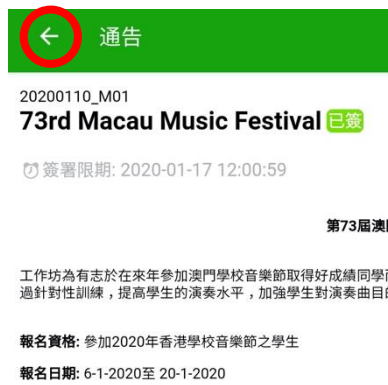 通告
20200110_M01
73rd Macau Music Festival 已簽
簽署限期: 2020-01-17 12:00:59
第73屆澳
工作坊為有志於在來年參加澳門學校音樂節取得好成績同學
過針對性訓練，提高學生的演奏水平，加強學生對演奏曲目
報名資格: 參加2020年香港學校音樂節之學生
報名日期: 6-1-2020至 20-1-2020